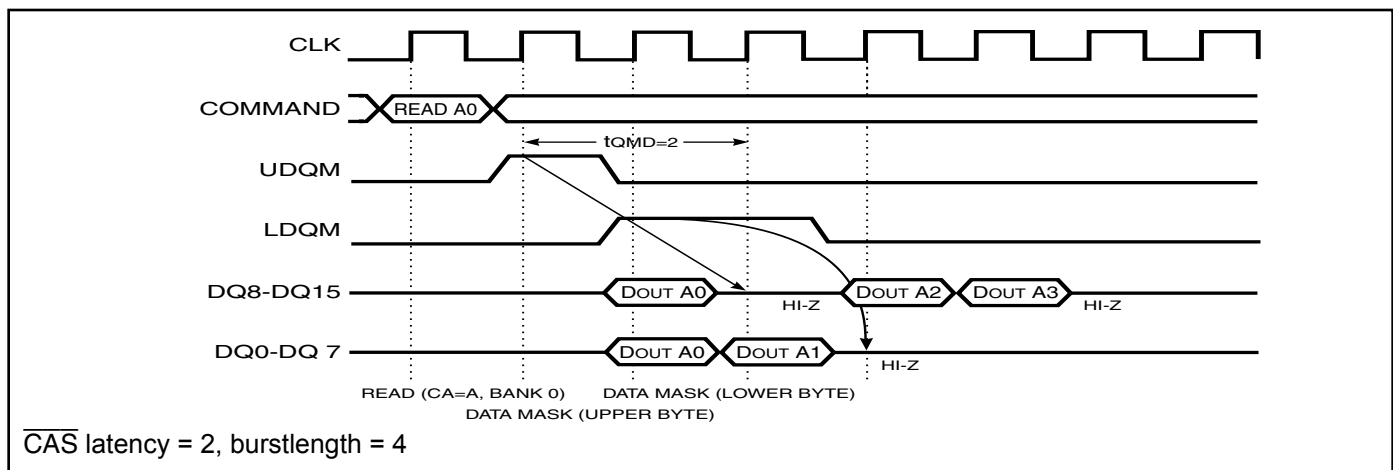 CLK
COMMAND READ A0
tQMD=2
UDQM
LDQM
DQ8-DQ15 DOUT A0 HI-Z DOUT A2 DOUT A3 HI-Z
DQ0-DQ 7 DOUT A0 DOUT A1 HI-Z
READ (CA=A, BANK 0) DATA MASK (LOWER BYTE)
DATA MASK (UPPER BYTE)
C̅A̅S̅ latency = 2, burstlength = 4